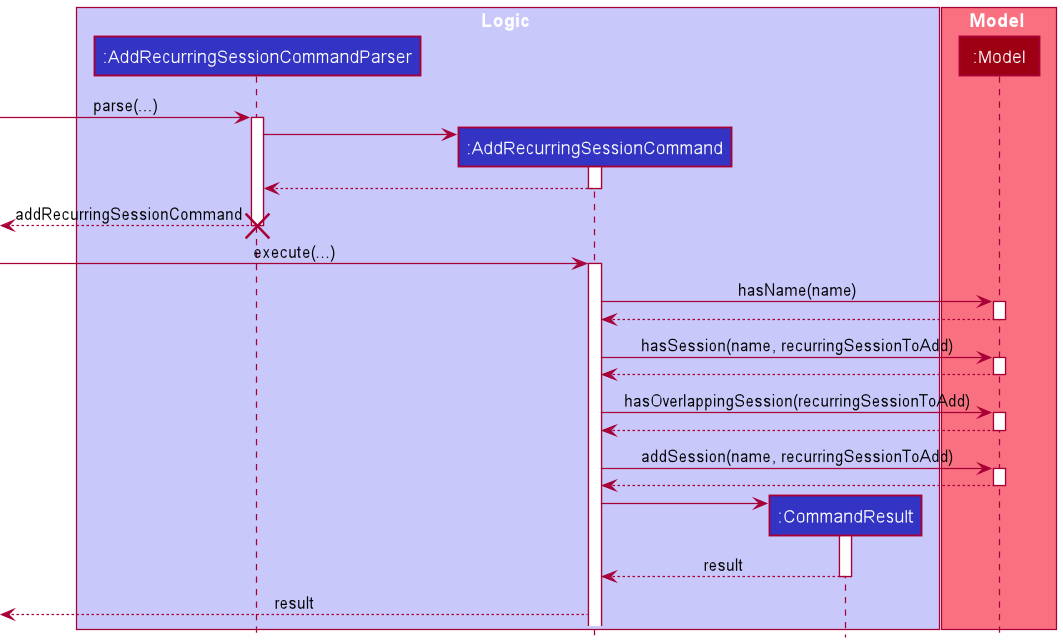 Logic
Model
:AddRecurringSessionCommandParser
:Model
parse(...)
:AddRecurringSessionCommand
addRecurringSessionCommand
execute(...)
hasName(name)
hasSession(name, recurringSessionToAdd)
hasOverlappingSession(recurringSessionToAdd)
addSession(name, recurringSessionToAdd)
:CommandResult
result
result